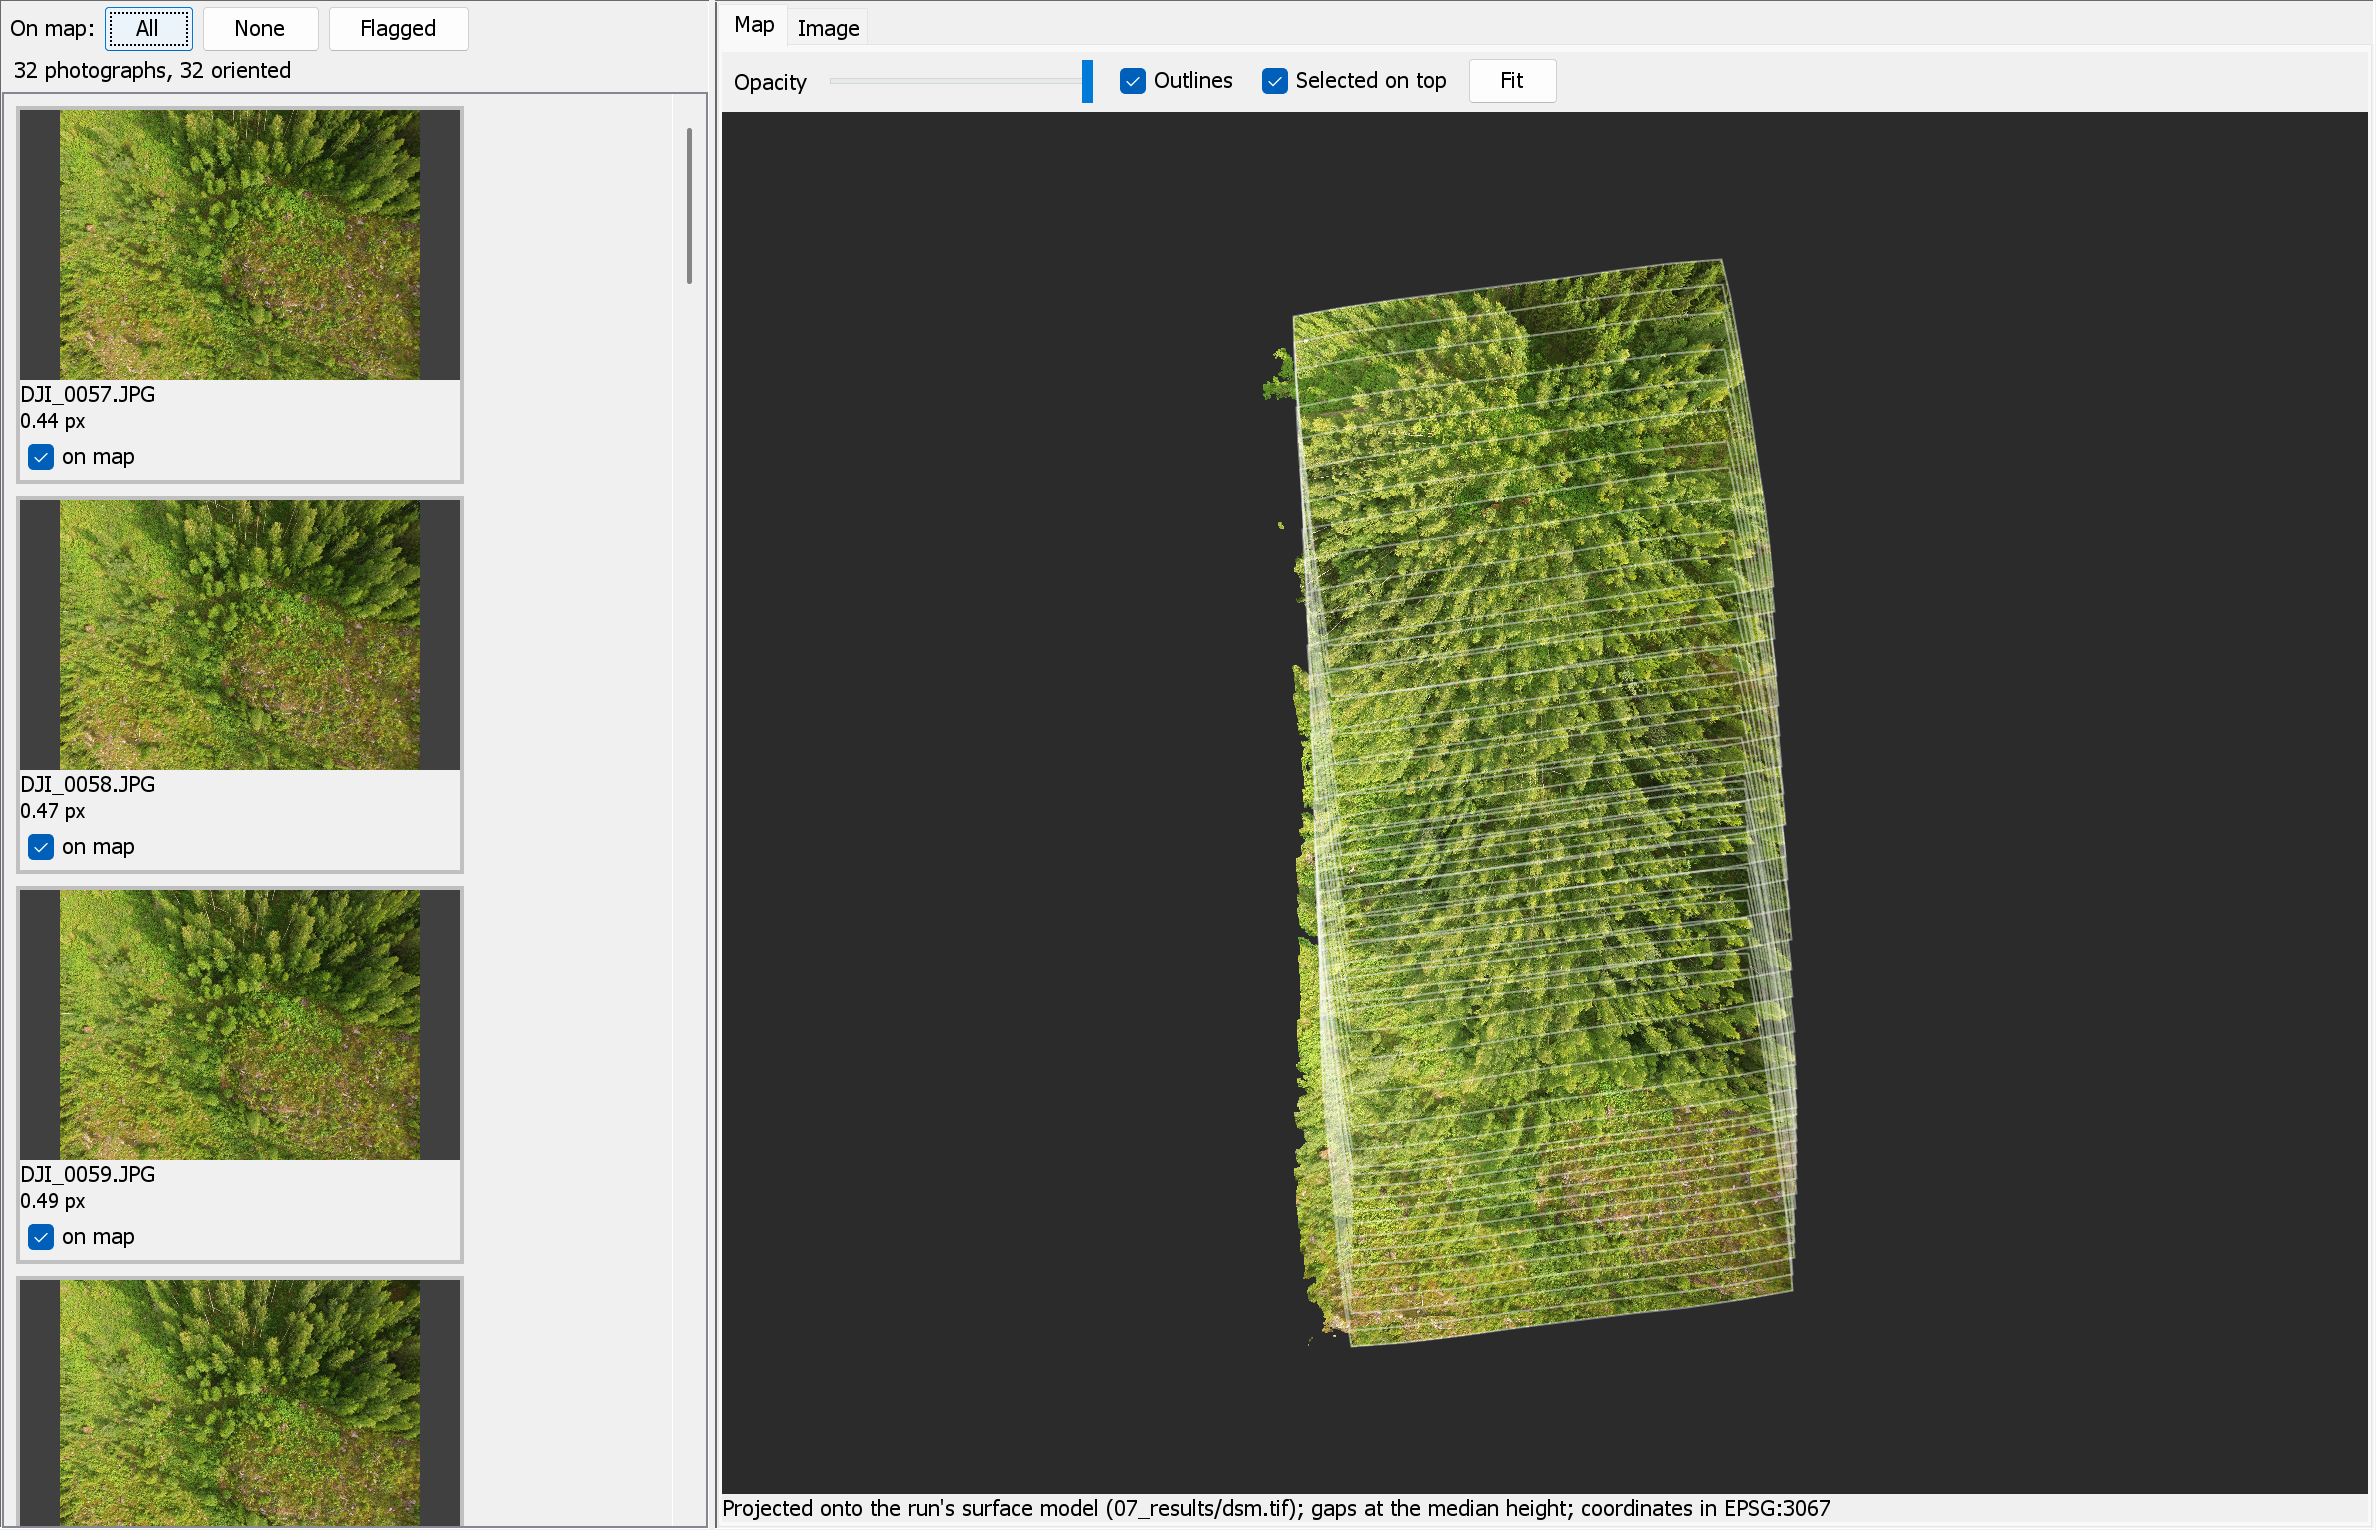 On map: All None Flagged
32 photographs, 32 oriented
DJI_0057.JPG
0.44 px
on map
DJI_0058.JPG
0.47 px
on map
DJI_0059.JPG
0.49 px
on map
Map Image
Opacity Outlines Selected on top Fit
Projected onto the run's surface model (07_results/dsm.tif); gaps at the median height; coordinates in EPSG:3067